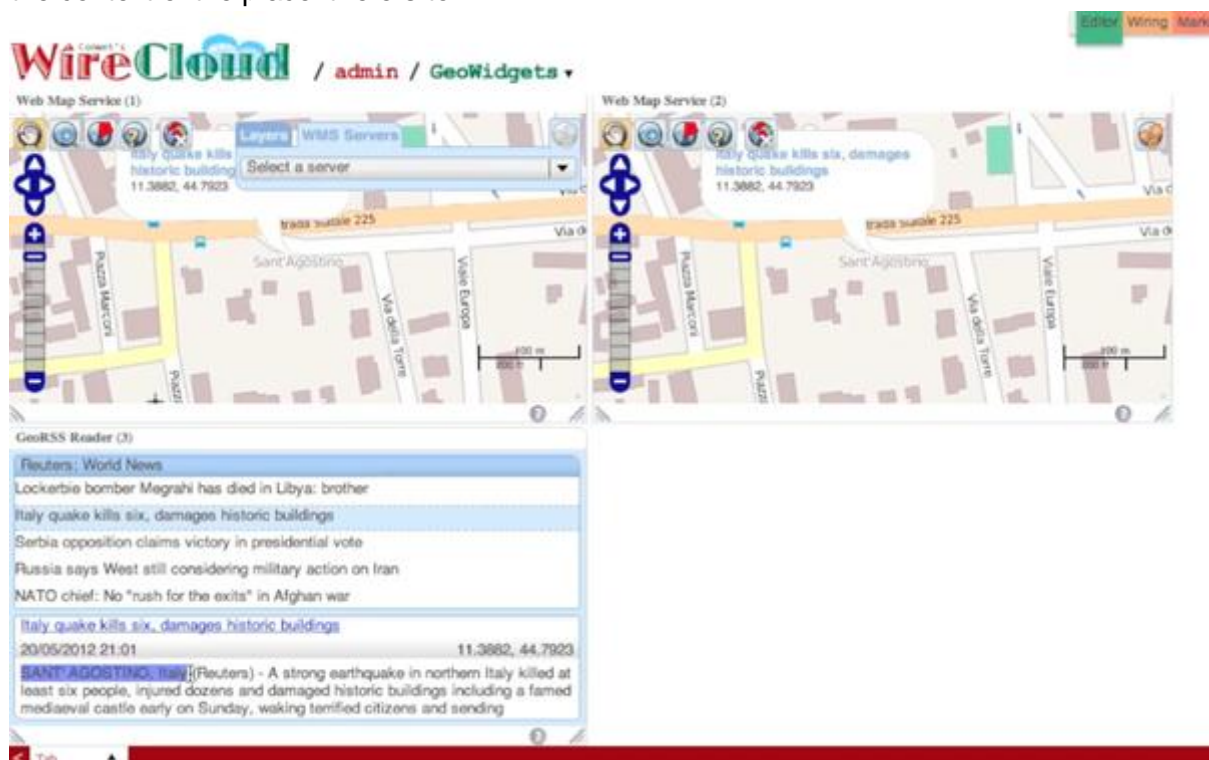 Editor Wiring
CoNWeT's
WireCloud / admin / GeoWidgets
Web Map Service (1)
Web Map Service (2)
Layers WMS Servers
Select a server
Italy quake kills
historic building
11.3882, 44.7923
Italy quake kills six, damages
historic buildings
11.3882, 44.7923
trada Statale 225
Via d
Sant'Agostino
Piazza Marconi
Viale Europa
Via della Torre
100 m
Piazz
trada Statale 225
Via d
Sant'Agostino
Piazza Marconi
Viale Europa
Via della Torre
100 m
Piazz
GeoRSS Reader (3)
Reuters: World News
Lockerbie bomber Megrahi has died in Libya: brother
Italy quake kills six, damages historic buildings
Serbia opposition claims victory in presidential vote
Russia says West still considering military action on Iran
NATO chief: No "rush for the exits" in Afghan war
Italy quake kills six, damages historic buildings
20/05/2012 21:01 11.3882, 44.7923
SANT' AGOSTINO, Italy (Reuters) - A strong earthquake in northern Italy killed at
least six people, injured dozens and damaged historic buildings including a famed
mediaeval castle early on Sunday, waking terrified citizens and sending
Tab